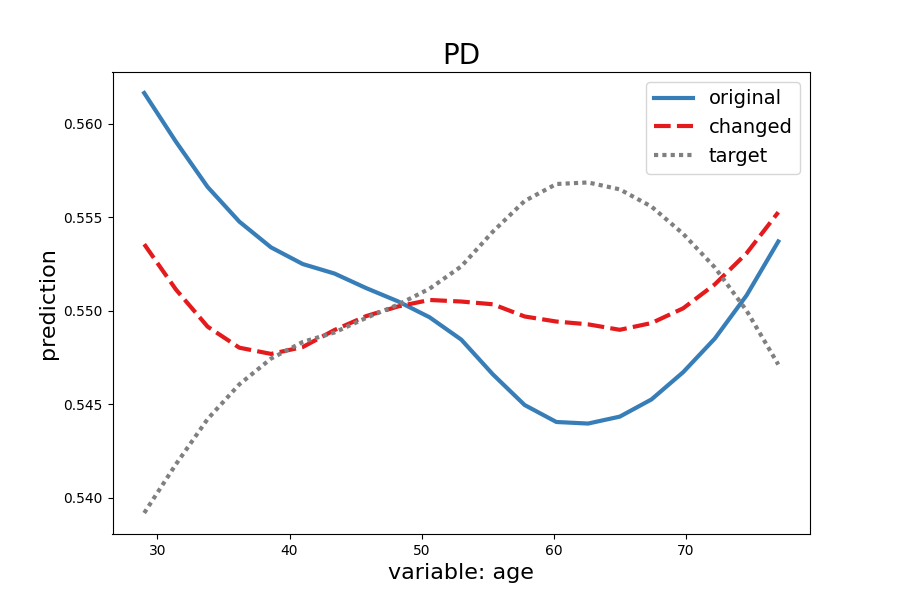 PD
original
changed
target
0.560
0.555
0.550
0.545
0.540
prediction
30 40 50 60 70
variable: age